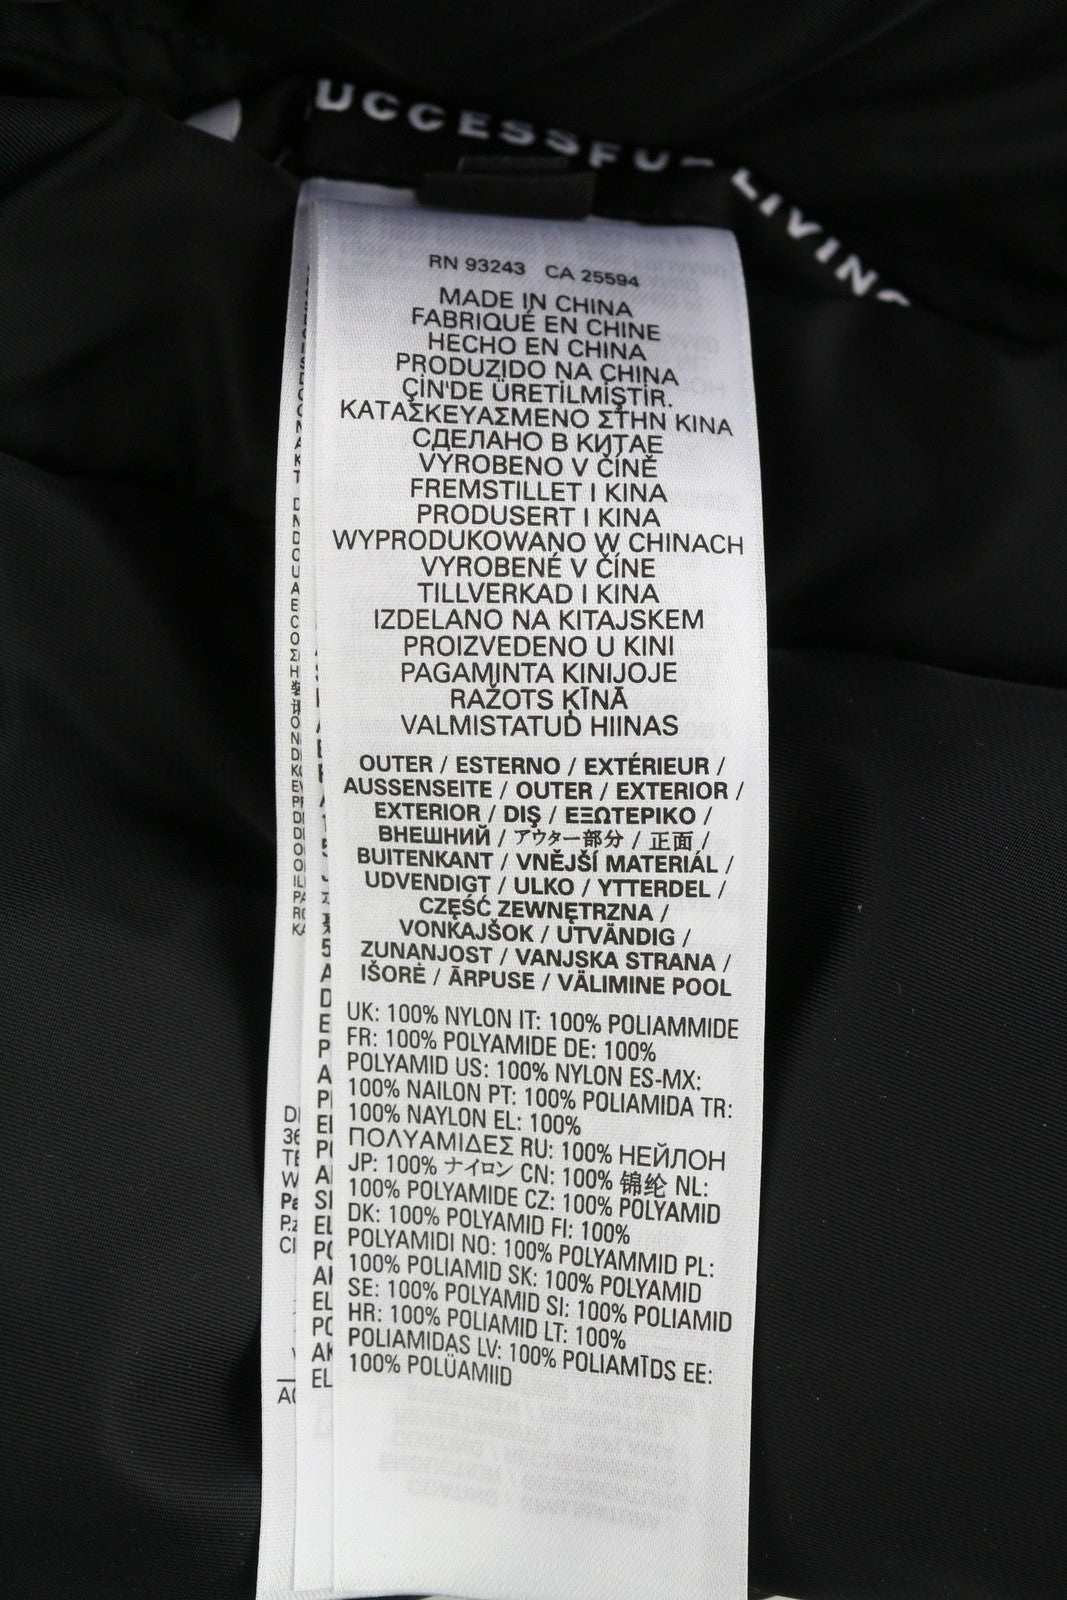 UCCESSFUL LIVING
RN 93243 CA 25594
MADE IN CHINA
FABRIQUÉ EN CHINE
HECHO EN CHINA
PRODUZIDO NA CHINA
ÇİN'DE ÜRETİLMİŞTİR.
ΚΑΤΑΣΚΕΥΑΣΜΕΝΟ ΣΤΗΝ ΚΙΝΑ
СДЕЛАНО В КИТАЕ
VYROBENO V ČÍNĚ
FREMSTILLET I KINA
PRODUSERT I KINA
WYPRODUKOWANO W CHINACH
VYROBENÉ V ČÍNE
TILLVERKAD I KINA
IZDELANO NA KITAJSKEM
PROIZVEDENO U KINI
PAGAMINTA KINIJOJE
RAŽOTS ĶĪNĀ
VALMISTATUD HIINAS
OUTER / ESTERNO / EXTÉRIEUR /
AUSSENSEITE / OUTER / EXTERIOR /
EXTERIOR / DIŞ / ΕΞΩΤΕΡΙΚΟ /
ВНЕШНИЙ / アウター部分 / 正面 /
BUITENKANT / VNĚJŠÍ MATERIÁL /
UDVENDIGT / ULKO / YTTERDEL /
CZĘŚĆ ZEWNĘTRZNA /
VONKAJŠOK / UTVÄNDIG /
ZUNANJOST / VANJSKA STRANA /
IŠORĖ / ĀRPUSE / VÄLIMINE POOL
UK: 100% NYLON IT: 100% POLIAMMIDE
FR: 100% POLYAMIDE DE: 100%
POLYAMID US: 100% NYLON ES-MX:
100% NAILON PT: 100% POLIAMIDA TR:
100% NAYLON EL: 100%
ΠΟΛΥΑΜΙΔΕΣ RU: 100% НЕЙЛОН
JP: 100% ナイロン CN: 100% 锦纶 NL:
100% POLYAMIDE CZ: 100% POLYAMID
DK: 100% POLYAMID FI: 100%
POLYAMIDI NO: 100% POLYAMMID PL:
100% POLIAMID SK: 100% POLYAMID
SE: 100% POLYAMID SI: 100% POLIAMID
HR: 100% POLIAMID LT: 100%
POLIAMIDAS LV: 100% POLIAMĪDS EE:
100% POLÜAMIID